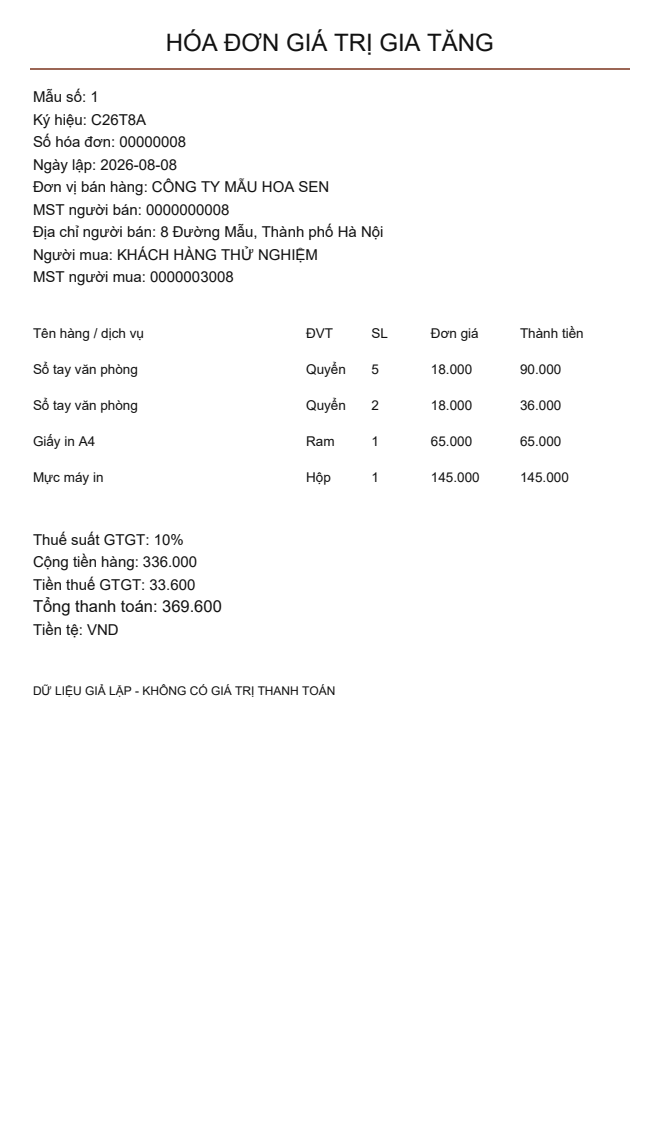 HÓA ĐƠN GIÁ TRỊ GIA TĂNG
Mẫu số: 1
Ký hiệu: C26T8A
Số hóa đơn: 00000008
Ngày lập: 2026-08-08
Đơn vị bán hàng: CÔNG TY MẪU HOA SEN
MST người bán: 0000000008
Địa chỉ người bán: 8 Đường Mẫu, Thành phố Hà Nội
Người mua: KHÁCH HÀNG THỬ NGHIỆM
MST người mua: 0000003008
Tên hàng / dịch vụ ĐVT SL Đơn giá Thành tiền
Sổ tay văn phòng Quyển 5 18.000 90.000
Sổ tay văn phòng Quyển 2 18.000 36.000
Giấy in A4 Ram 1 65.000 65.000
Mực máy in Hộp 1 145.000 145.000
Thuế suất GTGT: 10%
Cộng tiền hàng: 336.000
Tiền thuế GTGT: 33.600
Tổng thanh toán: 369.600
Tiền tệ: VND
DỮ LIỆU GIẢ LẬP - KHÔNG CÓ GIÁ TRỊ THANH TOÁN